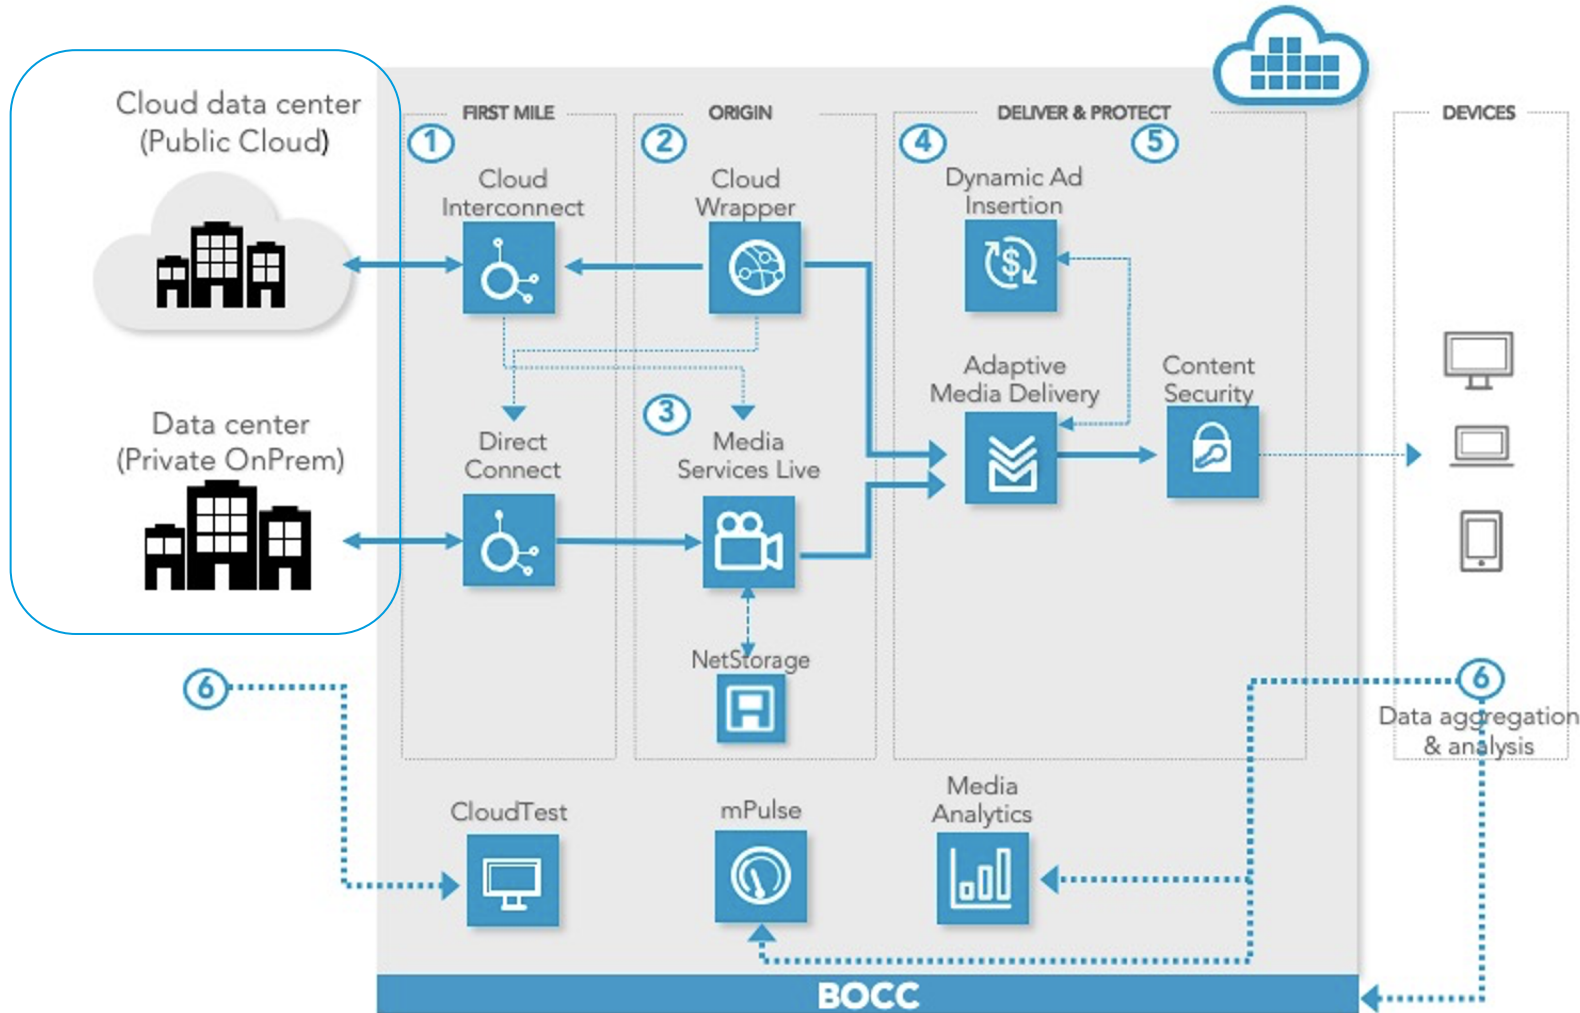 Cloud data center
(Public Cloud)
Data center
(Private OnPrem)
FIRST MILE
1
Cloud
Interconnect
Direct
Connect
ORIGIN
2
Cloud
Wrapper
3
Media
Services Live
NetStorage
DELIVER & PROTECT
4
5
Dynamic Ad
Insertion
$
Adaptive
Media Delivery
Content
Security
DEVICES
6
6
Data aggregation
& analysis
CloudTest
mPulse
Media
Analytics
BOCC